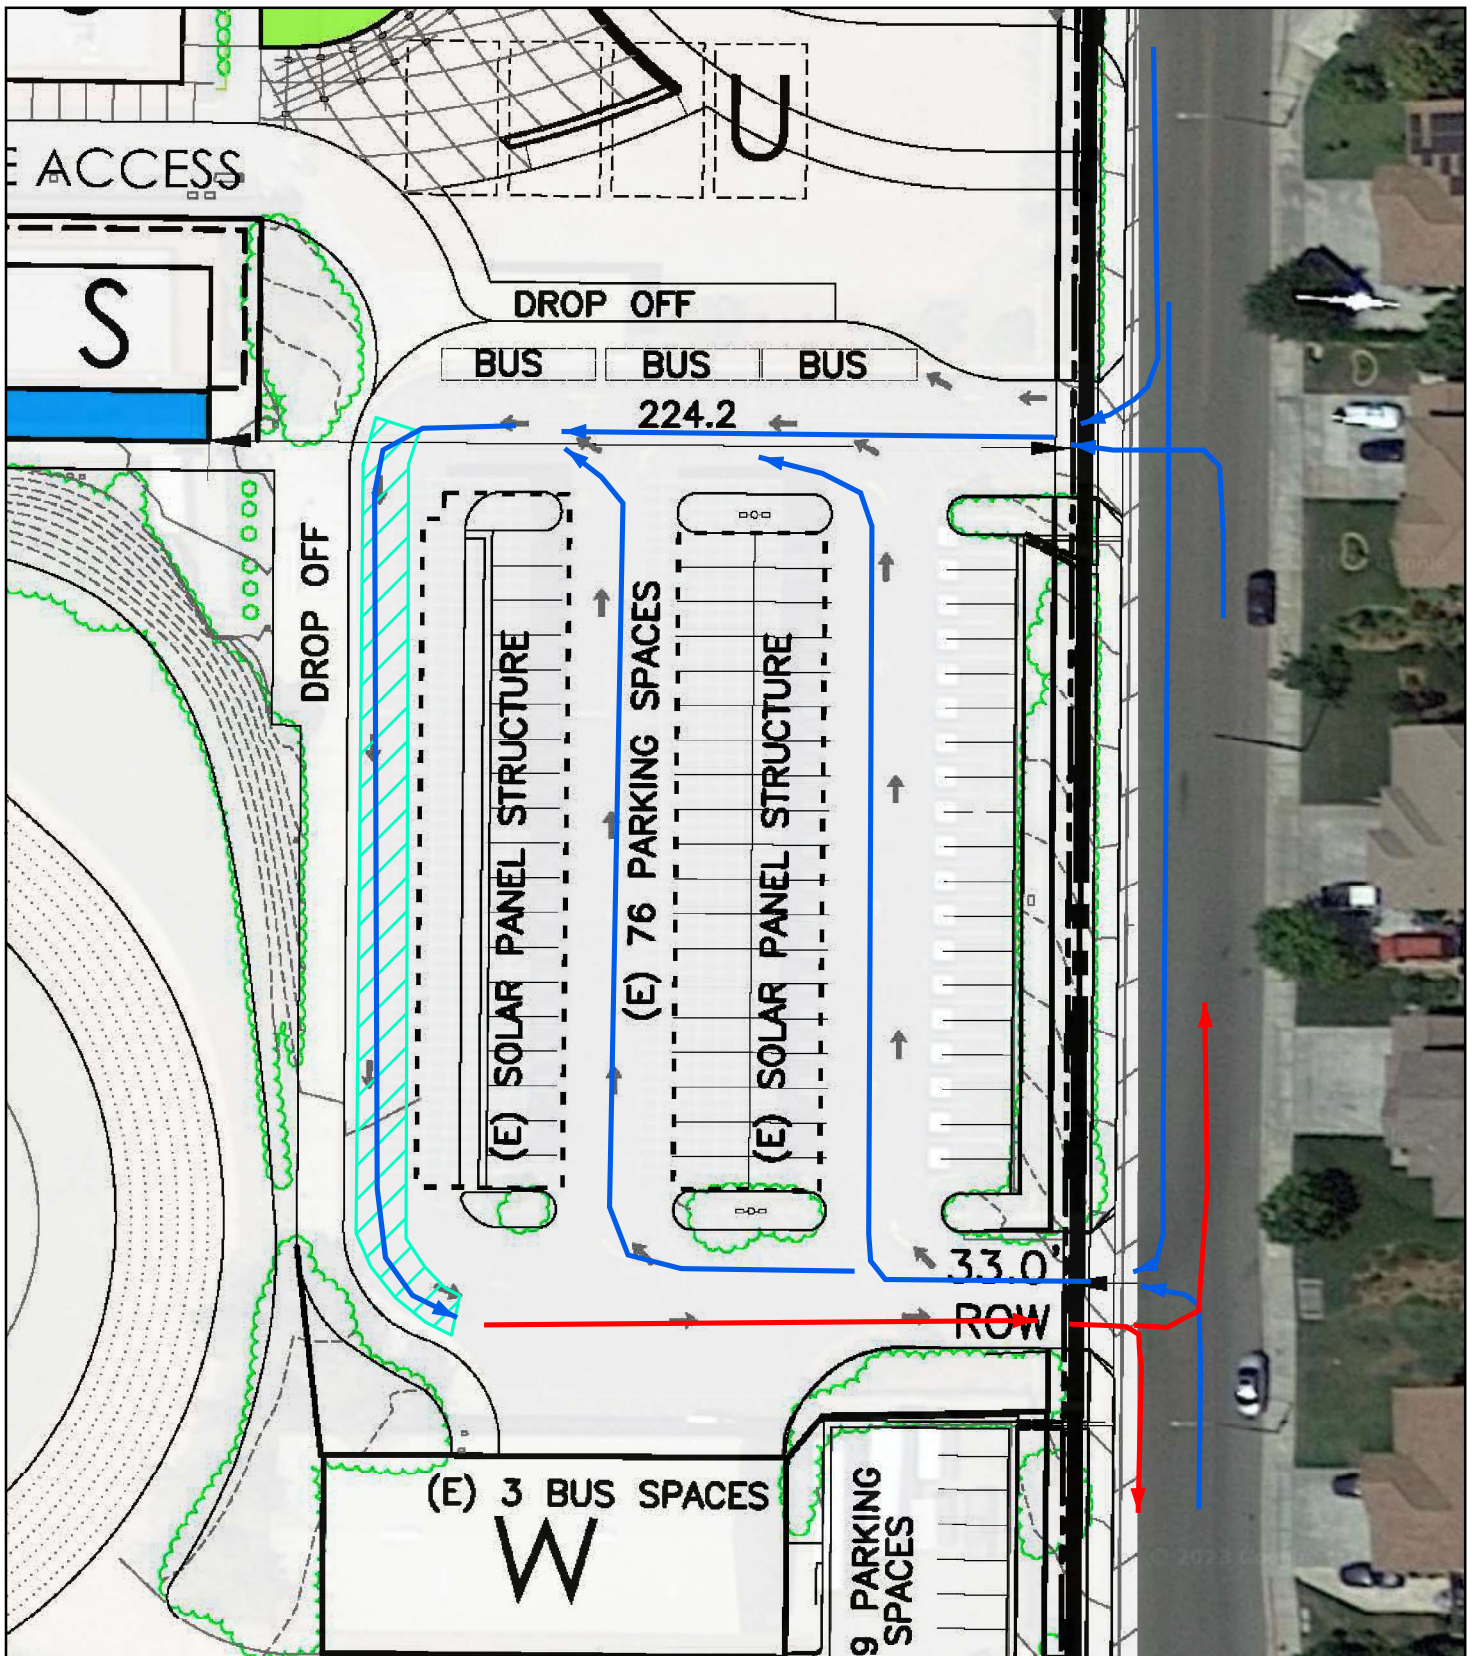 U
E ACCESS
S
DROP OFF
BUS BUS BUS
224.2
DROP OFF
(E) SOLAR PANEL STRUCTURE
(E) 76 PARKING SPACES
(E) SOLAR PANEL STRUCTURE
33.0'
ROW
(E) 3 BUS SPACES
W
9 PARKING
SPACES